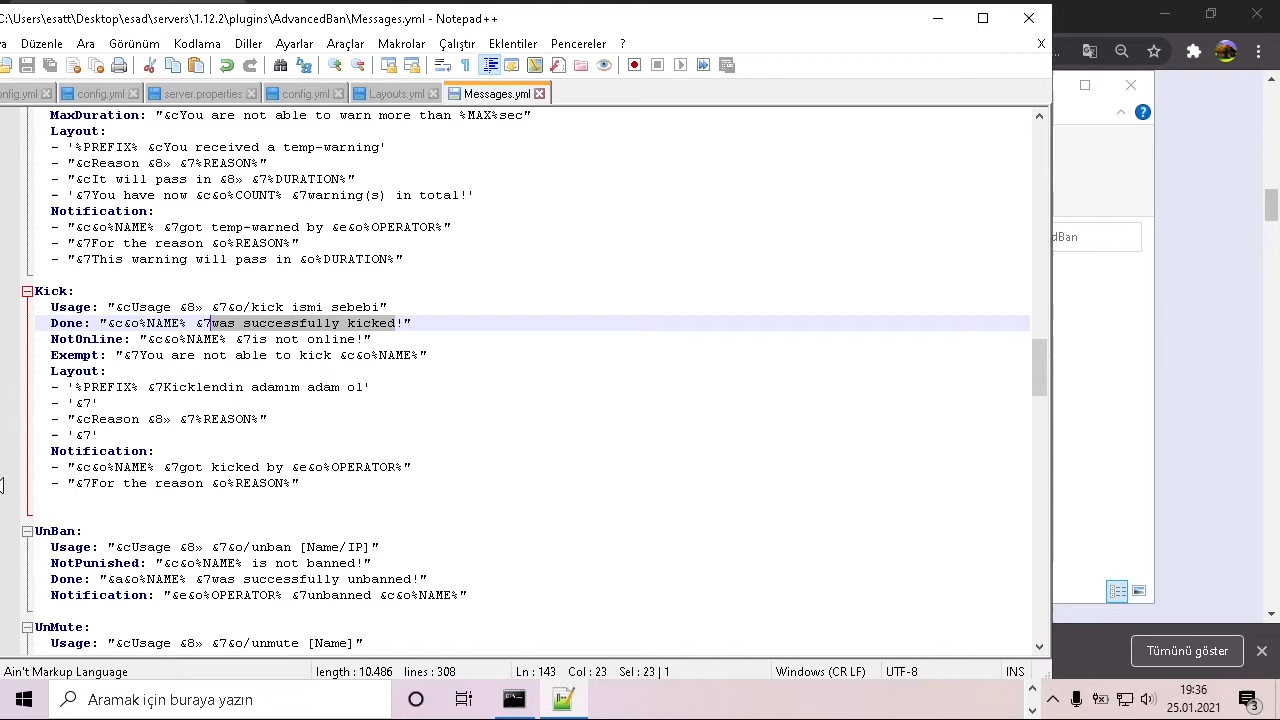 C:\Users\esatt\Desktop\esad\servers\1.12.2\plugins\AdvancedBan\Messages.yml - Notepad++
Düzenle Ara Görünüm Kodlama Diller Ayarlar Araçlar Makrolar Çalıştır Eklentiler Pencereler ? X
onfig.yml config.yml server.properties config.yml Layouts.yml Messages.yml
MaxDuration: "&cYou are not able to warn more than %MAX%sec"
Layout:
- '%PREFIX% &cYou received a temp-warning'
- "&cReason &8» &7%REASON%"
- "&cIt will pass in &8» &7%DURATION%"
- '&7You have now &c&o%COUNT% &7warning(s) in total!'
Notification:
- "&c&o%NAME% &7got temp-warned by &e&o%OPERATOR%"
- "&7For the reason &o%REASON%"
- "&7This warning will pass in &o%DURATION%"
Kick:
Usage: "&cUsage &8» &7&o/kick ismi sebebi"
Done: "&c&o%NAME% &7was successfully kicked!"
NotOnline: "&c&o%NAME% &7is not online!"
Exempt: "&7You are not able to kick &c&o%NAME%"
Layout:
- '%PREFIX% &7Kicklendin adamım adam ol'
- '&7'
- "&cReason &8» &7%REASON%"
- '&7'
Notification:
- "&c&o%NAME% &7got kicked by &e&o%OPERATOR%"
- "&7For the reason &o%REASON%"
UnBan:
Usage: "&cUsage &8» &7&o/unban [Name/IP]"
NotPunished: "&c&o%NAME% is not banned!"
Done: "&a&o%NAME% &7was successfully unbanned!"
Notification: "&e&o%OPERATOR% &7unbanned &c&o%NAME%"
UnMute:
Usage: "&cUsage &8» &7&o/unmute [Name]"
Ain't Markup Language length : 10.486 lines : 308 Ln : 143 Col : 23 Sel : 23 | 1 Windows (CR LF) UTF-8 INS
dBan
Tümünü göster
Aramak için buraya yazın
19:36
25.01.2021
3